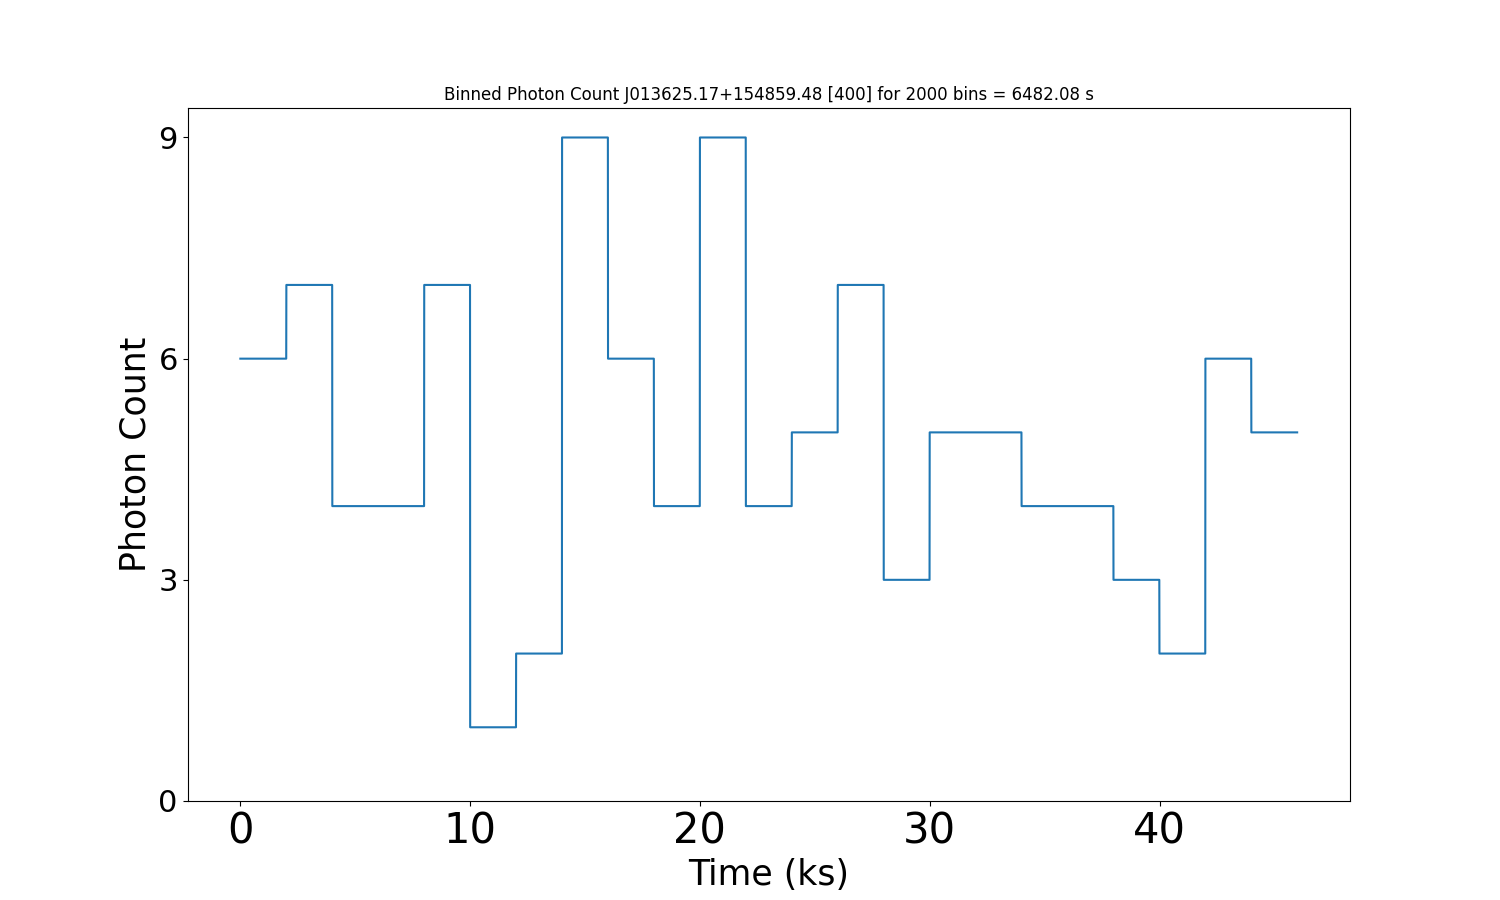 Binned Photon Count J013625.17+154859.48 [400] for 2000 bins = 6482.08 s
9
6
3
0
Photon Count
0 10 20 30 40
Time (ks)